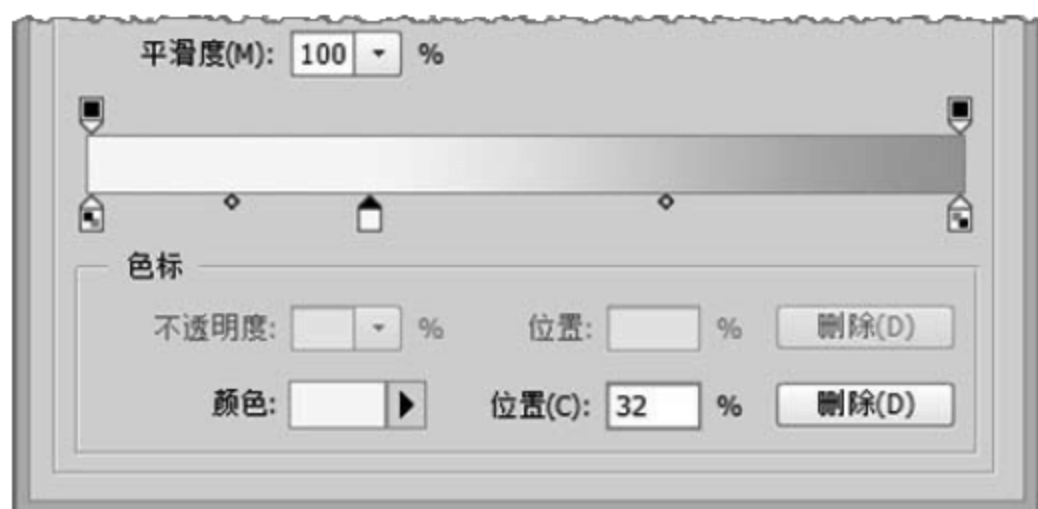 平滑度(M): 100 %
色标
不透明度: % 位置: % 删除(D)
颜色: 位置(C): 32 % 删除(D)